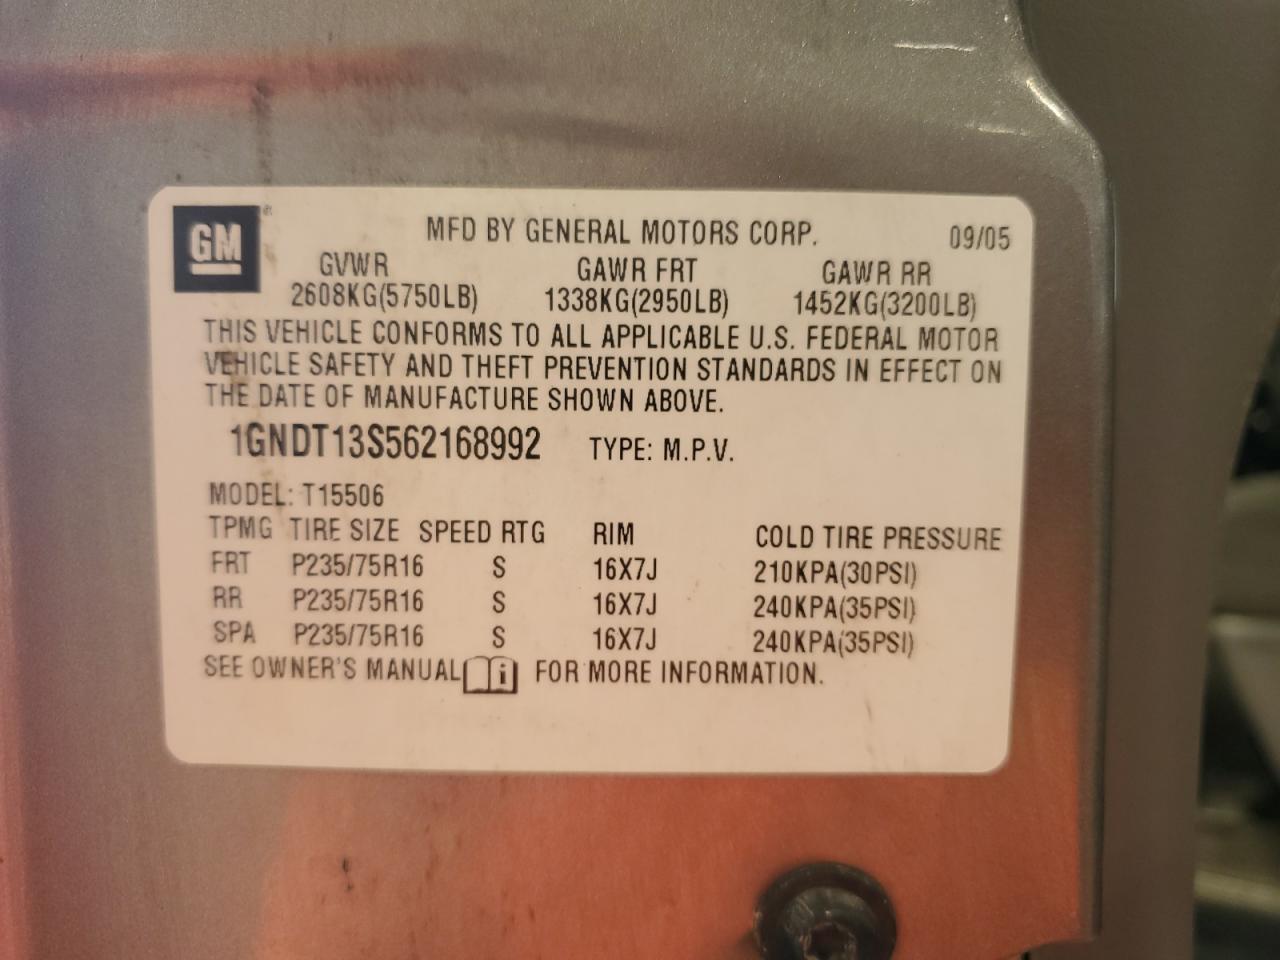 GM
MFD BY GENERAL MOTORS CORP. 09/05
GVWR GAWR FRT GAWR RR
2608KG(5750LB) 1338KG(2950LB) 1452KG(3200LB)
THIS VEHICLE CONFORMS TO ALL APPLICABLE U.S. FEDERAL MOTOR
VEHICLE SAFETY AND THEFT PREVENTION STANDARDS IN EFFECT ON
THE DATE OF MANUFACTURE SHOWN ABOVE.
1GNDT13S562168992 TYPE: M.P.V.
MODEL: T15506
TPMG TIRE SIZE SPEED RTG RIM COLD TIRE PRESSURE
FRT P235/75R16 S 16X7J 210KPA(30PSI)
RR P235/75R16 S 16X7J 240KPA(35PSI)
SPA P235/75R16 S 16X7J 240KPA(35PSI)
SEE OWNER'S MANUAL i FOR MORE INFORMATION.